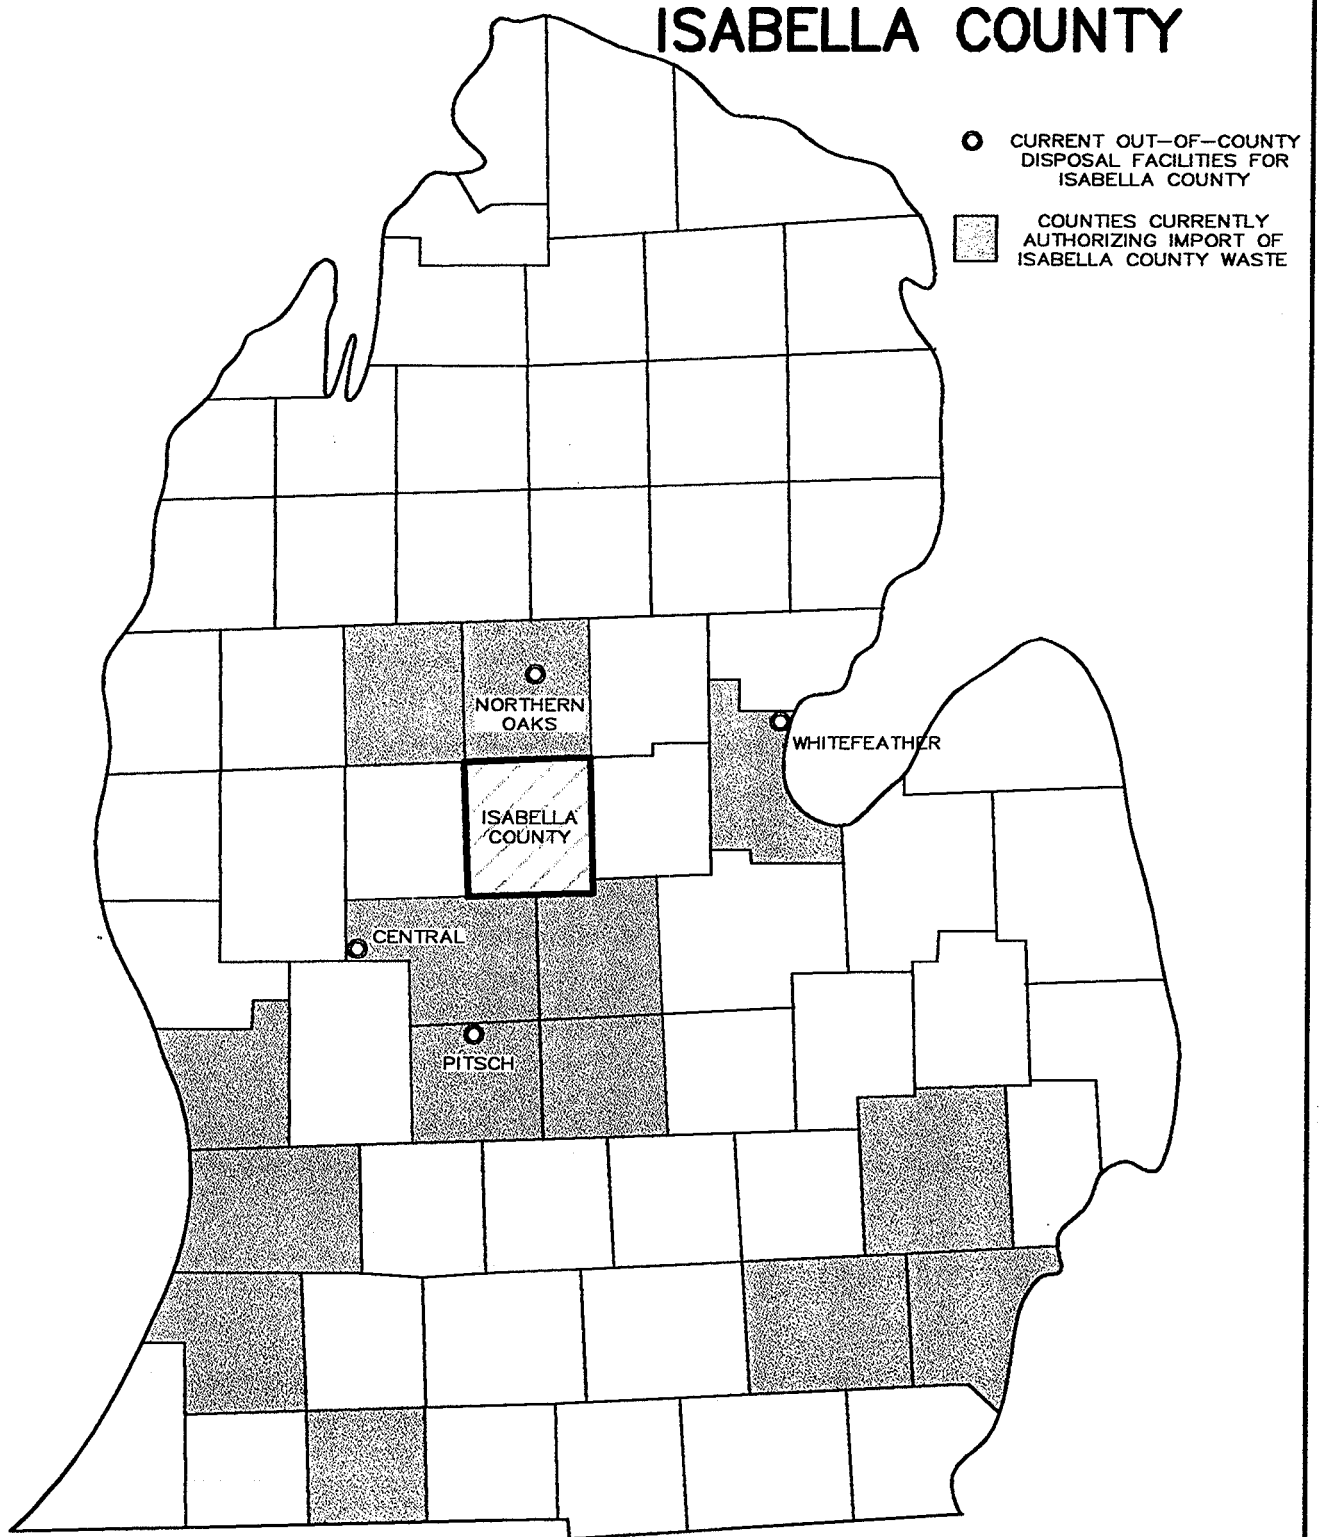 ISABELLA COUNTY
CURRENT OUT-OF-COUNTY
DISPOSAL FACILITIES FOR
ISABELLA COUNTY
COUNTIES CURRENTLY
AUTHORIZING IMPORT OF
ISABELLA COUNTY WASTE
NORTHERN
OAKS
WHITEFEATHER
ISABELLA
COUNTY
CENTRAL
PITSCH